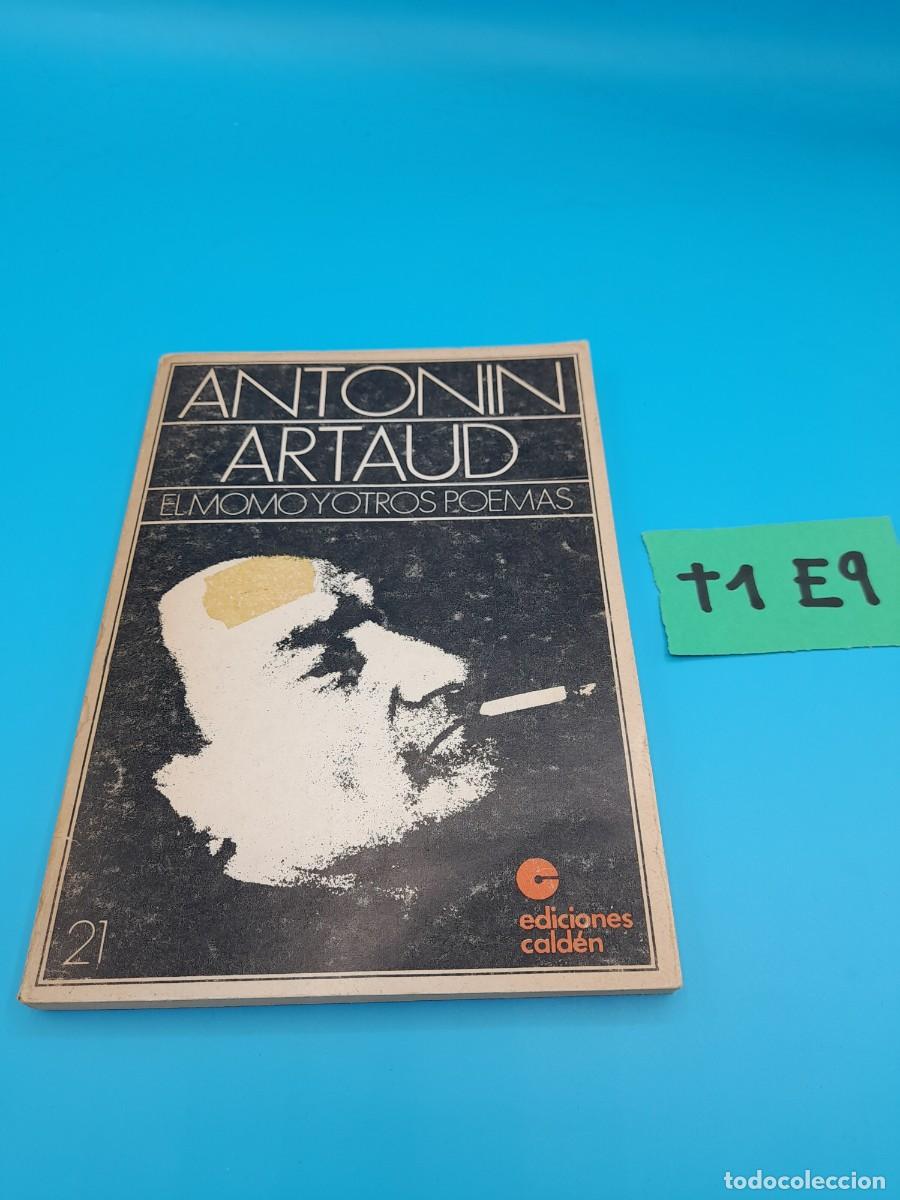 ANTONIN
ARTAUD
EL MOMO Y OTROS POEMAS
21
ediciones
caldén
t1 E9
todocoleccion